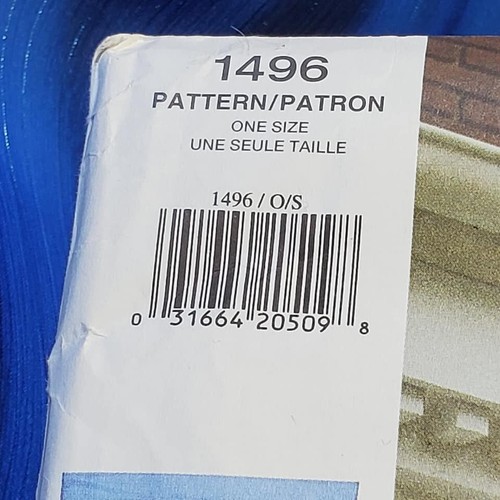 1496
PATTERN/PATRON
ONE SIZE
UNE SEULE TAILLE
1496 / O/S
0 31664 20509 8